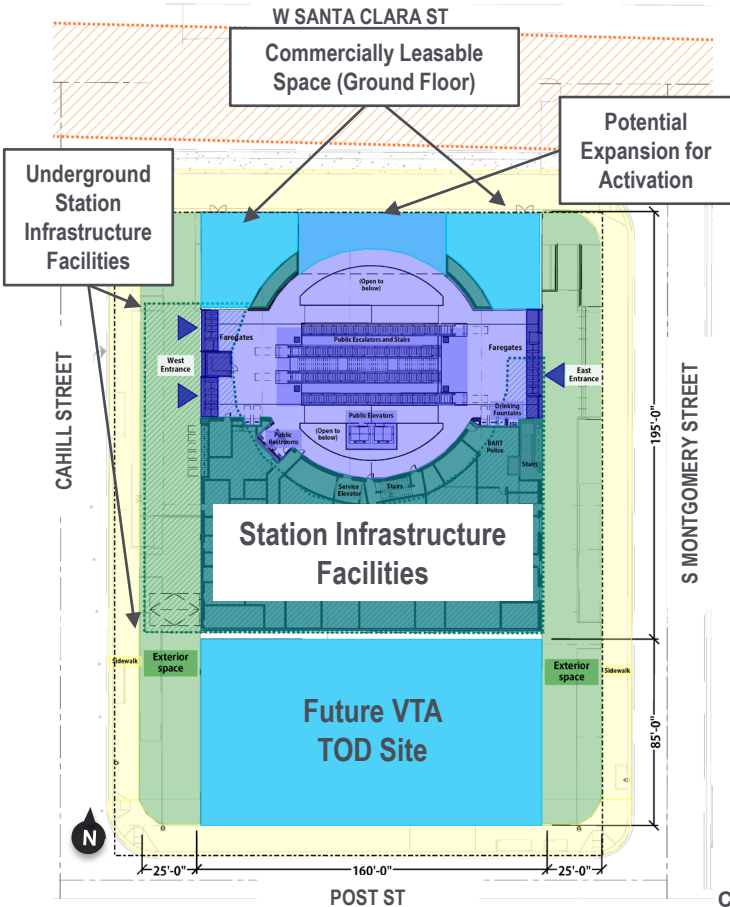 W SANTA CLARA ST
Commercially Leasable
Space (Ground Floor)
Potential
Expansion for
Activation
Underground
Station
Infrastructure
Facilities
(Open to
below)
Public Escalators and Stairs
Faregates
Faregates
West
Entrance
East
Entrance
Drinking
Fountains
Public Elevators
(Open to
below)
Public
Restrooms
BART
Police
Stairs
Stairs
Service
Elevator
CAHILL STREET
S MONTGOMERY STREET
195'-0"
Station Infrastructure
Facilities
Sidewalk
Exterior
space
Exterior
space
Sidewalk
Future VTA
TOD Site
85'-0"
N
25'-0"
160'-0"
25'-0"
POST ST
C